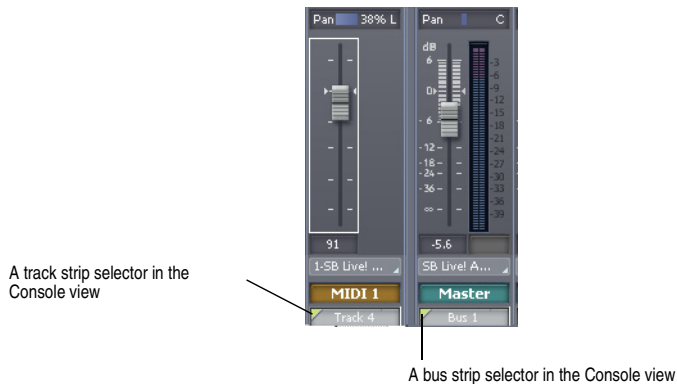 Pan 38% L
Pan C
dB
6
0
- 6
-12-
-18-
-24-
-36-
∞
-3
-6
-9
-12
-15
-18
-21
-24
-27
-30
-33
-36
-39
91
-5.6
1-SB Live! ...
SB Live! A...
MIDI 1
Master
Track 4
Bus 1
A track strip selector in the
Console view
A bus strip selector in the Console view